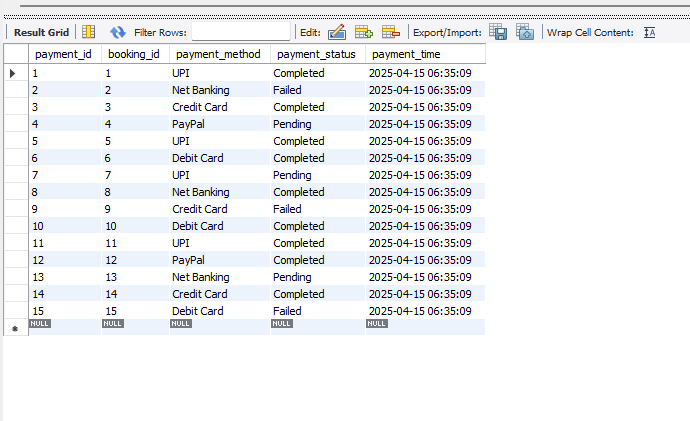 Result Grid Filter Rows: Edit: Export/Import: Wrap Cell Content: IA
payment_id booking_id payment_method payment_status payment_time
1 1 UPI Completed 2025-04-15 06:35:09
2 2 Net Banking Failed 2025-04-15 06:35:09
3 3 Credit Card Completed 2025-04-15 06:35:09
4 4 PayPal Pending 2025-04-15 06:35:09
5 5 UPI Completed 2025-04-15 06:35:09
6 6 Debit Card Completed 2025-04-15 06:35:09
7 7 UPI Pending 2025-04-15 06:35:09
8 8 Net Banking Completed 2025-04-15 06:35:09
9 9 Credit Card Failed 2025-04-15 06:35:09
10 10 Debit Card Completed 2025-04-15 06:35:09
11 11 UPI Completed 2025-04-15 06:35:09
12 12 PayPal Completed 2025-04-15 06:35:09
13 13 Net Banking Pending 2025-04-15 06:35:09
14 14 Credit Card Completed 2025-04-15 06:35:09
15 15 Debit Card Failed 2025-04-15 06:35:09
NULL NULL NULL NULL NULL